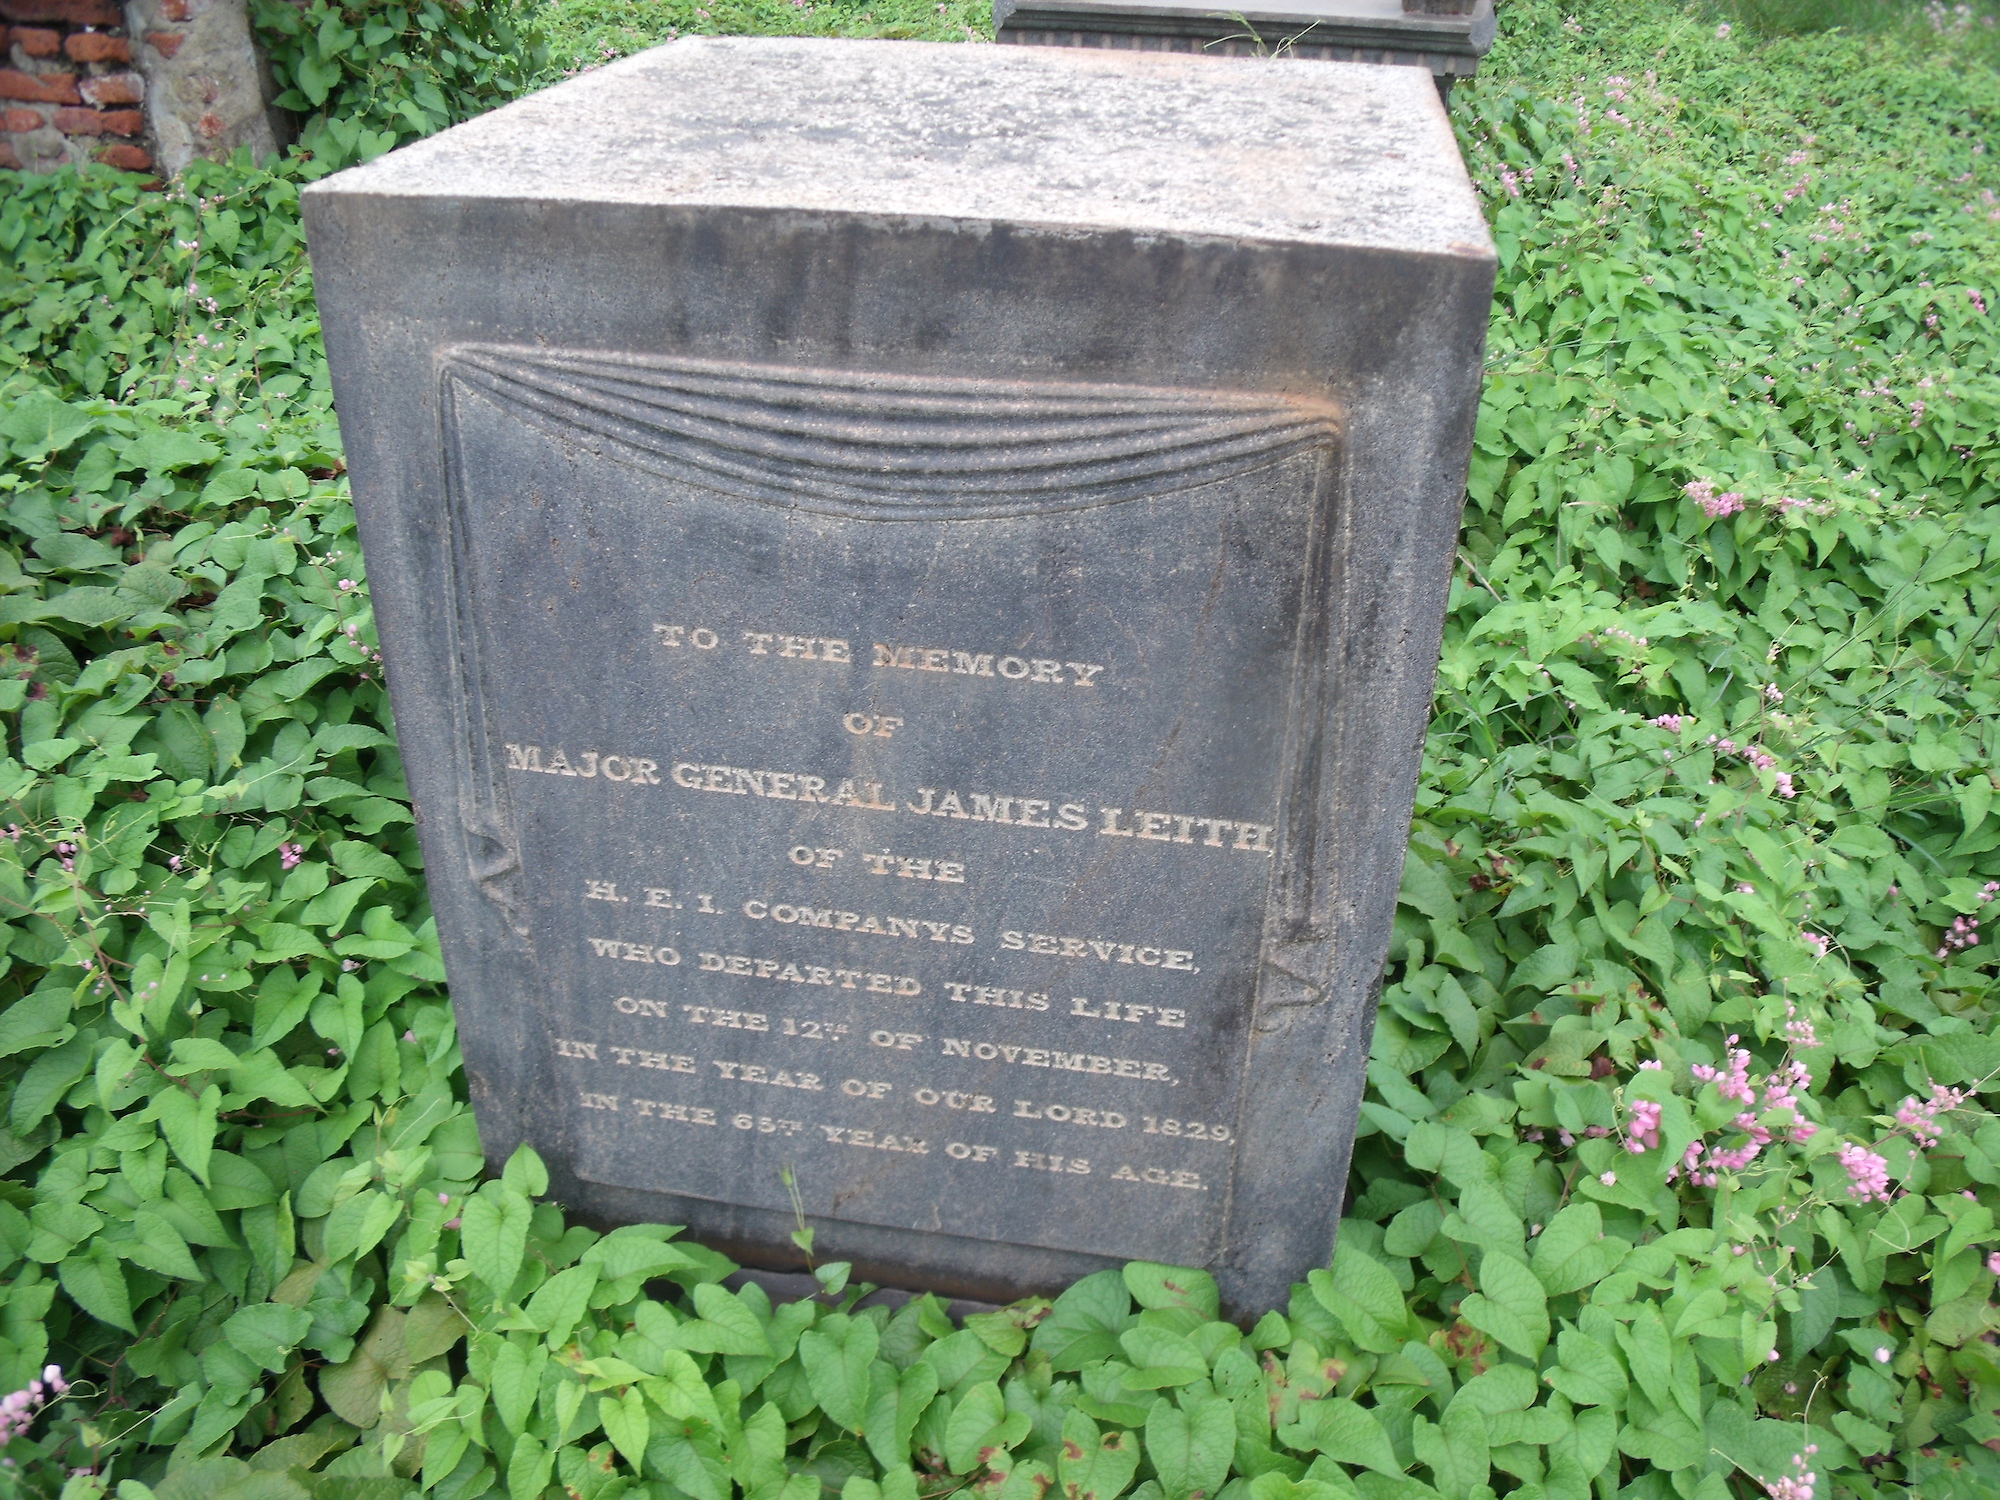 TO THE MEMORY
OF
MAJOR GENERAL JAMES LEITH
OF THE
H. E. I. COMPANYS SERVICE,
WHO DEPARTED THIS LIFE
ON THE 12TH OF NOVEMBER,
IN THE YEAR OF OUR LORD 1829,
IN THE 65TH YEAR OF HIS AGE.